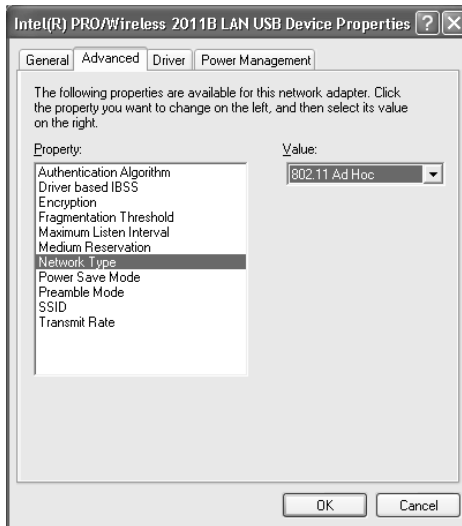 Intel(R) PRO/Wireless 2011B LAN USB Device Properties
General Advanced Driver Power Management
The following properties are available for this network adapter. Click
the property you want to change on the left, and then select its value
on the right.
Property: Value:
Authentication Algorithm 802.11 Ad Hoc
Driver based IBSS
Encryption
Fragmentation Threshold
Maximum Listen Interval
Medium Reservation
Network Type
Power Save Mode
Preamble Mode
SSID
Transmit Rate
OK Cancel